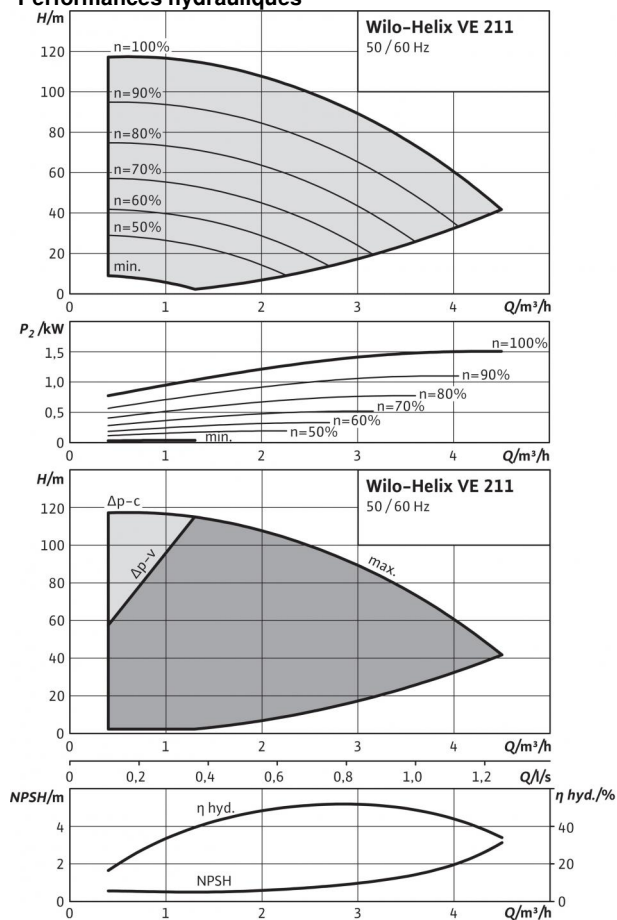 Performances hydrauliques
H/m
Wilo-Helix VE 211
50 / 60 Hz
n=100%
120
n=90%
100
n=80%
80
n=70%
60
n=60%
40
n=50%
20
min.
0
0 1 2 3 4 Q/m³/h
P₂ /kW
n=100%
1,5
n=90%
1,0
n=80%
n=70%
0,5
n=60%
min.
n=50%
0
0 1 2 3 4 Q/m³/h
H/m
Wilo-Helix VE 211
50 / 60 Hz
Δp-c
120
100
Δp-v
max.
80
60
40
20
0
0 1 2 3 4 Q/m³/h
0 0,2 0,4 0,6 0,8 1,0 1,2 Q/l/s
NPSH/m
η hyd./%
η hyd.
4
40
2
20
NPSH
0
0
0 1 2 3 4 Q/m³/h